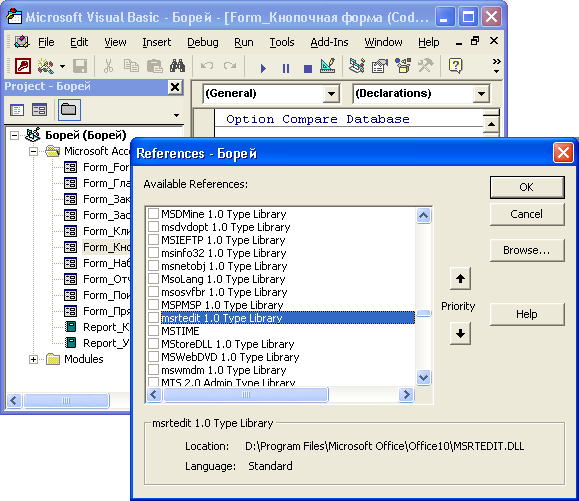 Microsoft Visual Basic - Борей - [Form_Кнопочная форма (Cod...
File Edit View Insert Debug Run Tools Add-Ins Window Help
Project - Борей
(General) (Declarations)
Option Compare Database
Борей (Борей)
Microsoft Acc
Form_For
Form_Гла
Form_Зак
Form_Зас
Form_Кли
Form_Кно
Form_Наб
Form_Отч
Form_Пои
Form_Пря
Report_К
Report_У
Modules
References - Борей
Available References:
MSDMine 1.0 Type Library
msdvdopt 1.0 Type Library
MSIEFTP 1.0 Type Library
msinfo32 1.0 Type Library
msnetobj 1.0 Type Library
MsoLang 1.0 Type Library
msosvfbr 1.0 Type Library
MSPMSP 1.0 Type Library
msrtedit 1.0 Type Library
MSTIME
MStoreDLL 1.0 Type Library
MSWebDVD 1.0 Type Library
mswmdm 1.0 Type Library
MTS 2.0 Admin Type Library
OK
Cancel
Browse...
Priority
Help
msrtedit 1.0 Type Library
Location: D:\Program Files\Microsoft Office\Office10\MSRTEDIT.DLL
Language: Standard